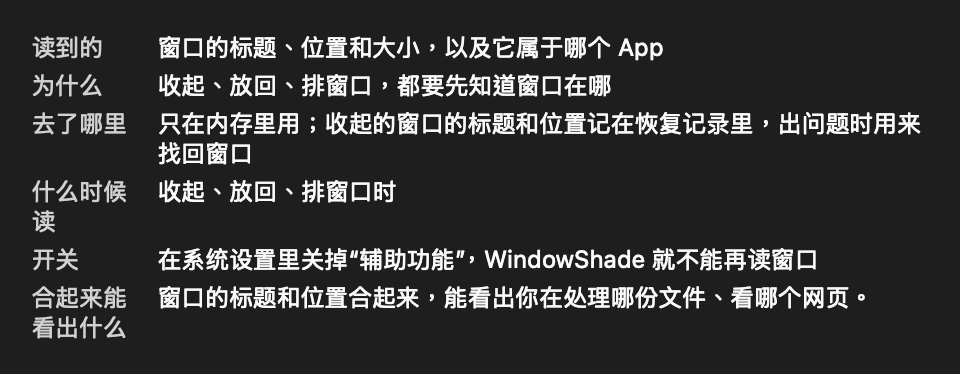 读到的 窗口的标题、位置和大小，以及它属于哪个 App
为什么 收起、放回、排窗口，都要先知道窗口在哪
去了哪里 只在内存里用；收起的窗口的标题和位置记在恢复记录里，出问题时用来
找回窗口
什么时候 收起、放回、排窗口时
读
开关 在系统设置里关掉“辅助功能”，WindowShade 就不能再读窗口
合起来能 窗口的标题和位置合起来，能看出你在处理哪份文件、看哪个网页。
看出什么